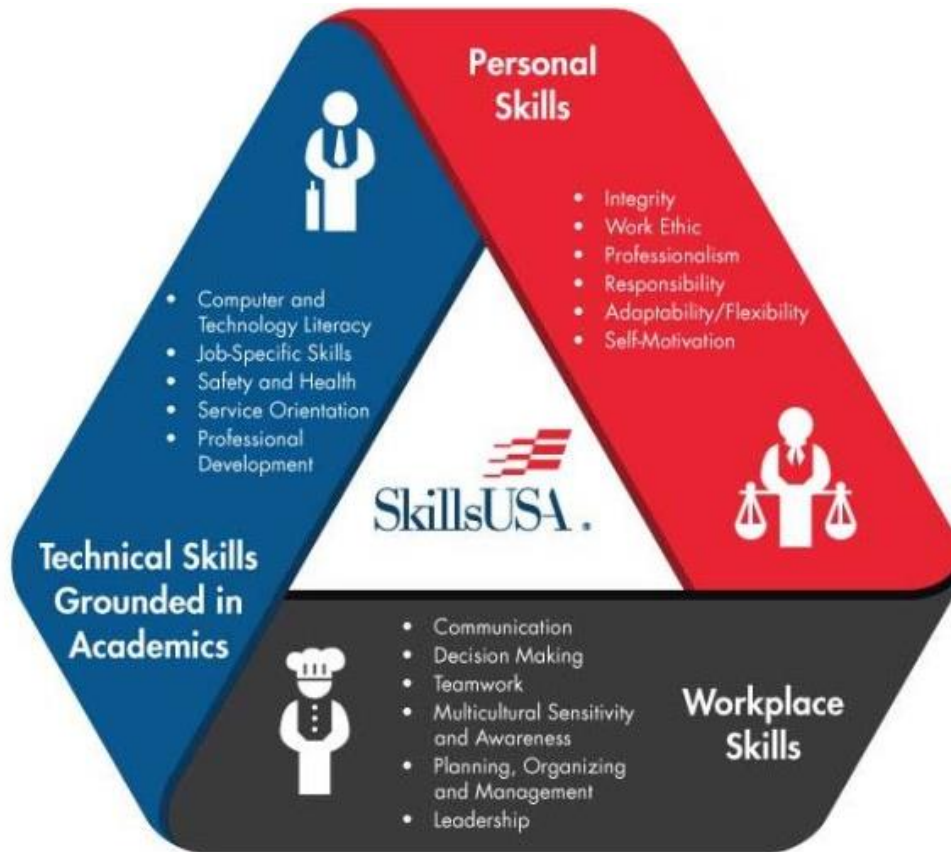 Personal
Skills
• Integrity
• Work Ethic
• Professionalism
• Responsibility
• Adaptability/Flexibility
• Self-Motivation
• Computer and
Technology Literacy
• Job-Specific Skills
• Safety and Health
• Service Orientation
• Professional
Development
Technical Skills
Grounded in
Academics
SkillsUSA®
• Communication
• Decision Making
• Teamwork
• Multicultural Sensitivity
and Awareness
• Planning, Organizing
and Management
• Leadership
Workplace
Skills